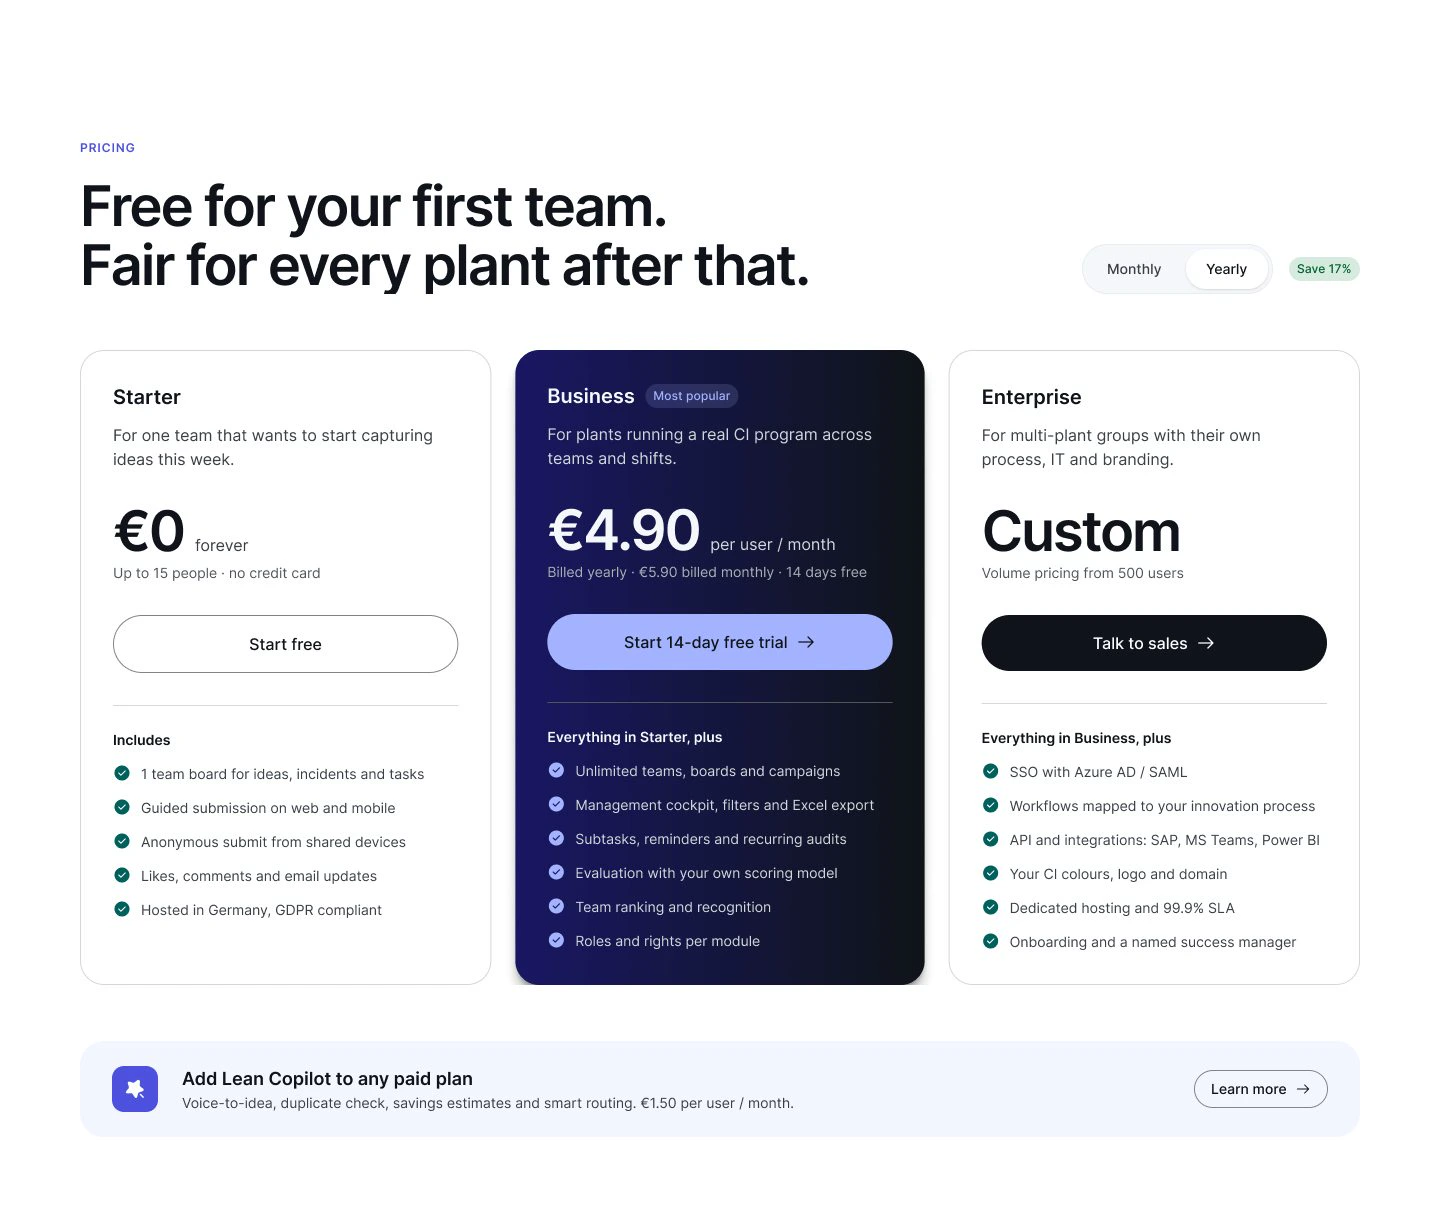 PRICING
Free for your first team.
Fair for every plant after that.
Monthly
Yearly
Save 17%
Starter
For one team that wants to start capturing
ideas this week.
€0 forever
Up to 15 people · no credit card
Start free
Includes
1 team board for ideas, incidents and tasks
Guided submission on web and mobile
Anonymous submit from shared devices
Likes, comments and email updates
Hosted in Germany, GDPR compliant
Business
Most popular
For plants running a real CI program across
teams and shifts.
€4.90 per user / month
Billed yearly · €5.90 billed monthly · 14 days free
Start 14-day free trial →
Everything in Starter, plus
Unlimited teams, boards and campaigns
Management cockpit, filters and Excel export
Subtasks, reminders and recurring audits
Evaluation with your own scoring model
Team ranking and recognition
Roles and rights per module
Enterprise
For multi-plant groups with their own
process, IT and branding.
Custom
Volume pricing from 500 users
Talk to sales →
Everything in Business, plus
SSO with Azure AD / SAML
Workflows mapped to your innovation process
API and integrations: SAP, MS Teams, Power BI
Your CI colours, logo and domain
Dedicated hosting and 99.9% SLA
Onboarding and a named success manager
Add Lean Copilot to any paid plan
Voice-to-idea, duplicate check, savings estimates and smart routing. €1.50 per user / month.
Learn more →